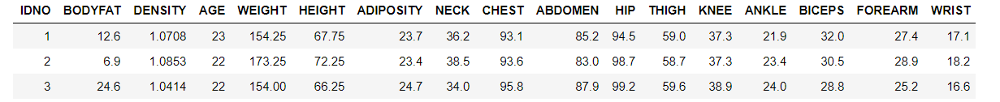 IDNO BODYFAT DENSITY AGE WEIGHT HEIGHT ADIPOSITY NECK CHEST ABDOMEN HIP THIGH KNEE ANKLE BICEPS FOREARM WRIST
1 12.6 1.0708 23 154.25 67.75 23.7 36.2 93.1 85.2 94.5 59.0 37.3 21.9 32.0 27.4 17.1
2 6.9 1.0853 22 173.25 72.25 23.4 38.5 93.6 83.0 98.7 58.7 37.3 23.4 30.5 28.9 18.2
3 24.6 1.0414 22 154.00 66.25 24.7 34.0 95.8 87.9 99.2 59.6 38.9 24.0 28.8 25.2 16.6